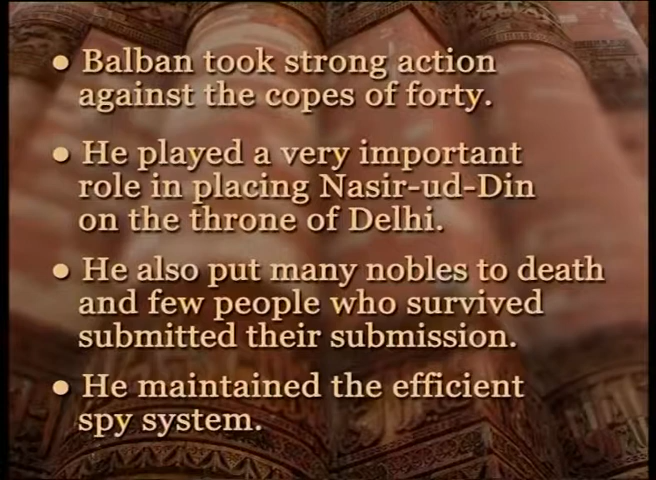 • Balban took strong action
against the copes of forty.
• He played a very important
role in placing Nasir-ud-Din
on the throne of Delhi.
• He also put many nobles to death
and few people who survived
submitted their submission.
• He maintained the efficient
spy system.